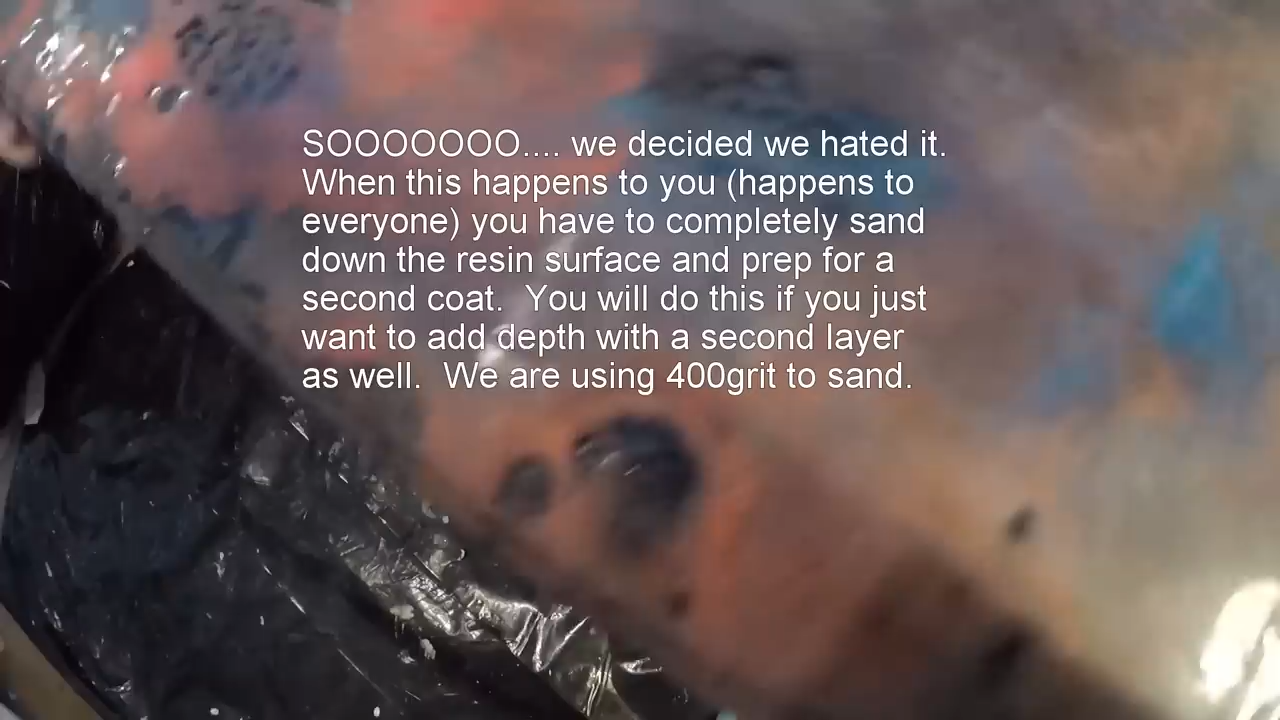 SOOOOOOO.... we decided we hated it.
When this happens to you (happens to
everyone) you have to completely sand
down the resin surface and prep for a
second coat.  You will do this if you just
want to add depth with a second layer
as well.  We are using 400grit to sand.